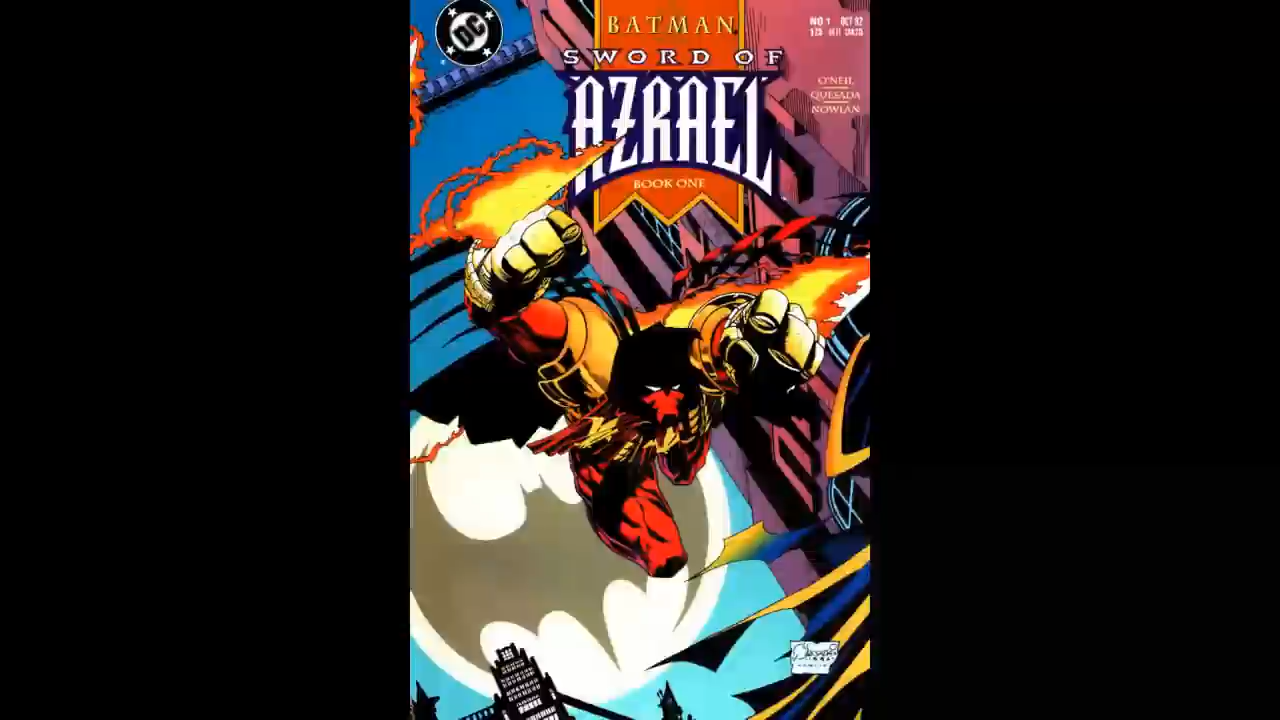 DC
BATMAN
NO 1 OCT 92
SWORD OF
AZRAEL
O'NEIL
QUESADA
NOWLAN
BOOK ONE